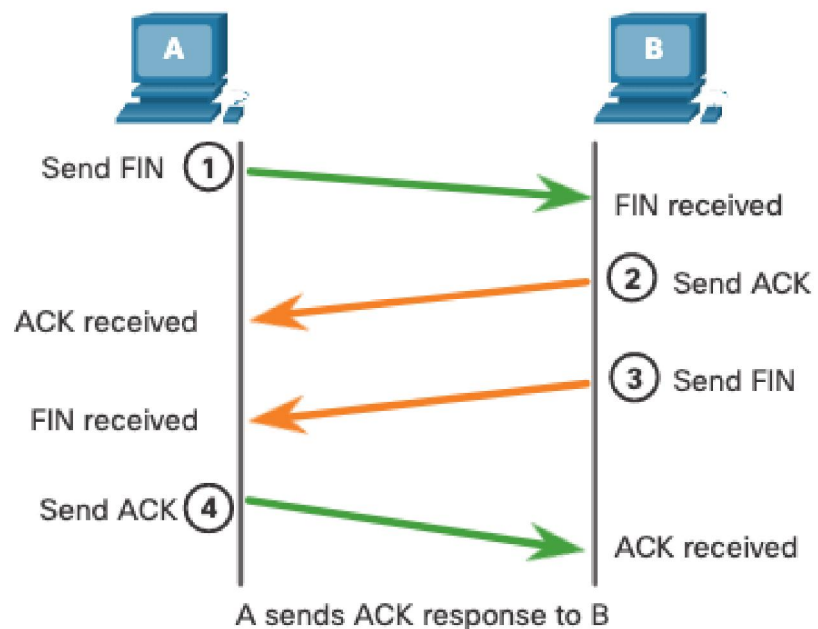 A
B
Send FIN 1
FIN received
2 Send ACK
ACK received
3 Send FIN
FIN received
Send ACK 4
ACK received
A sends ACK response to B